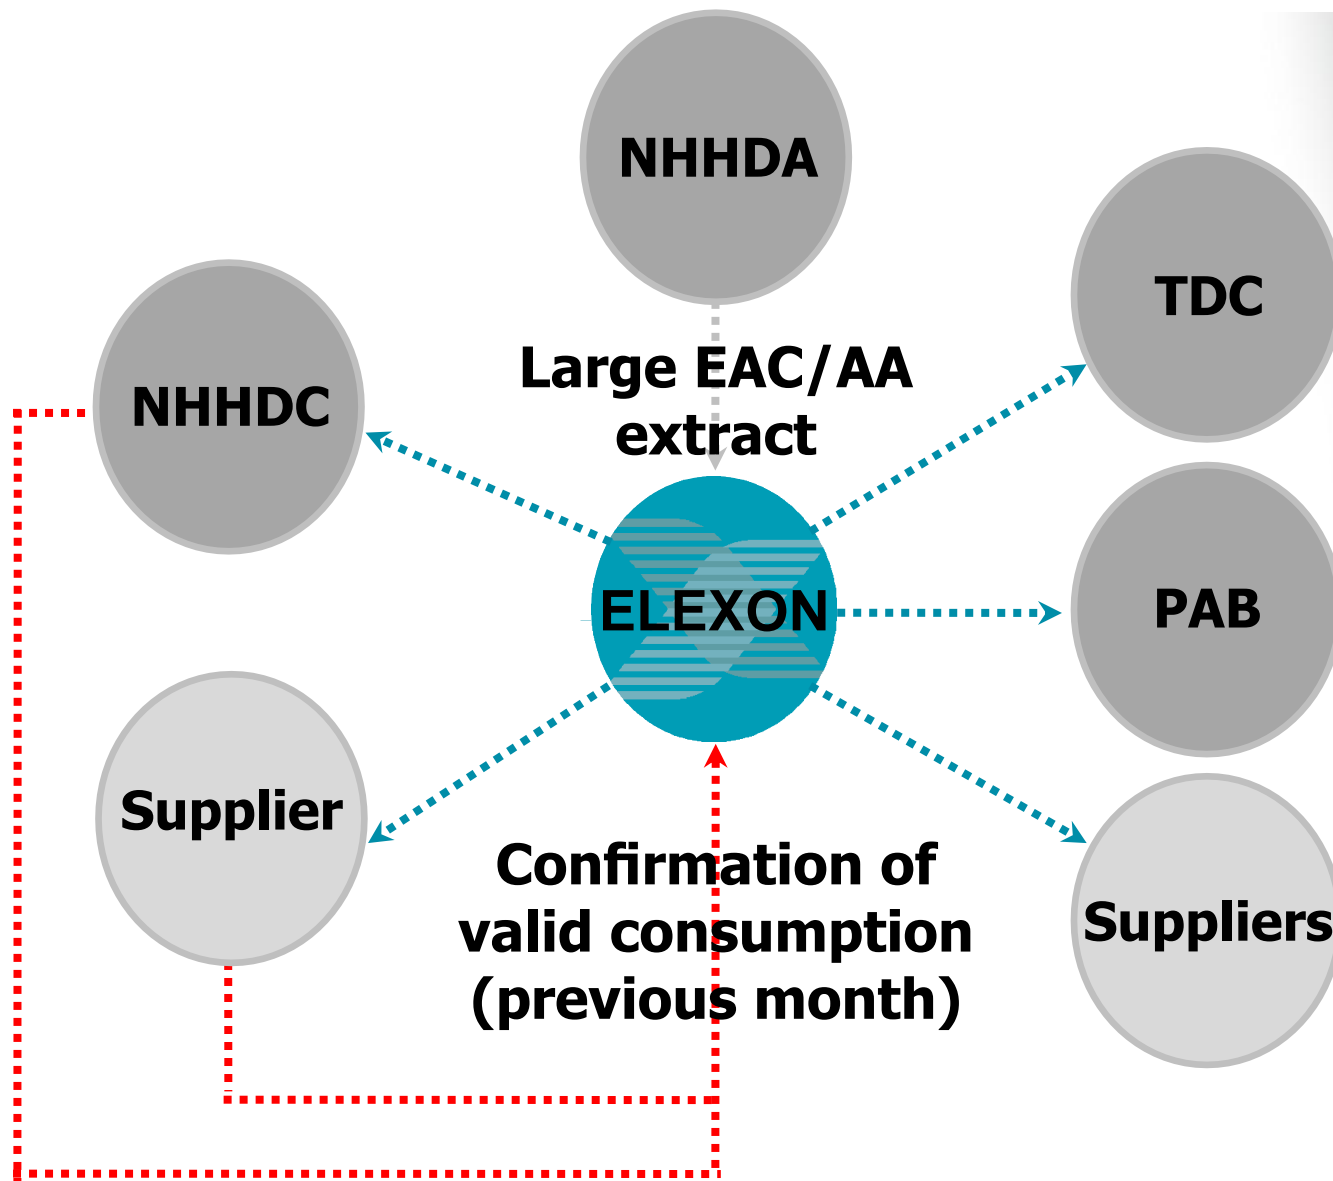 NHHDA
TDC
Large EAC/AA
extract
NHHDC
ELEXON
PAB
Supplier
Confirmation of
valid consumption
(previous month)
Suppliers